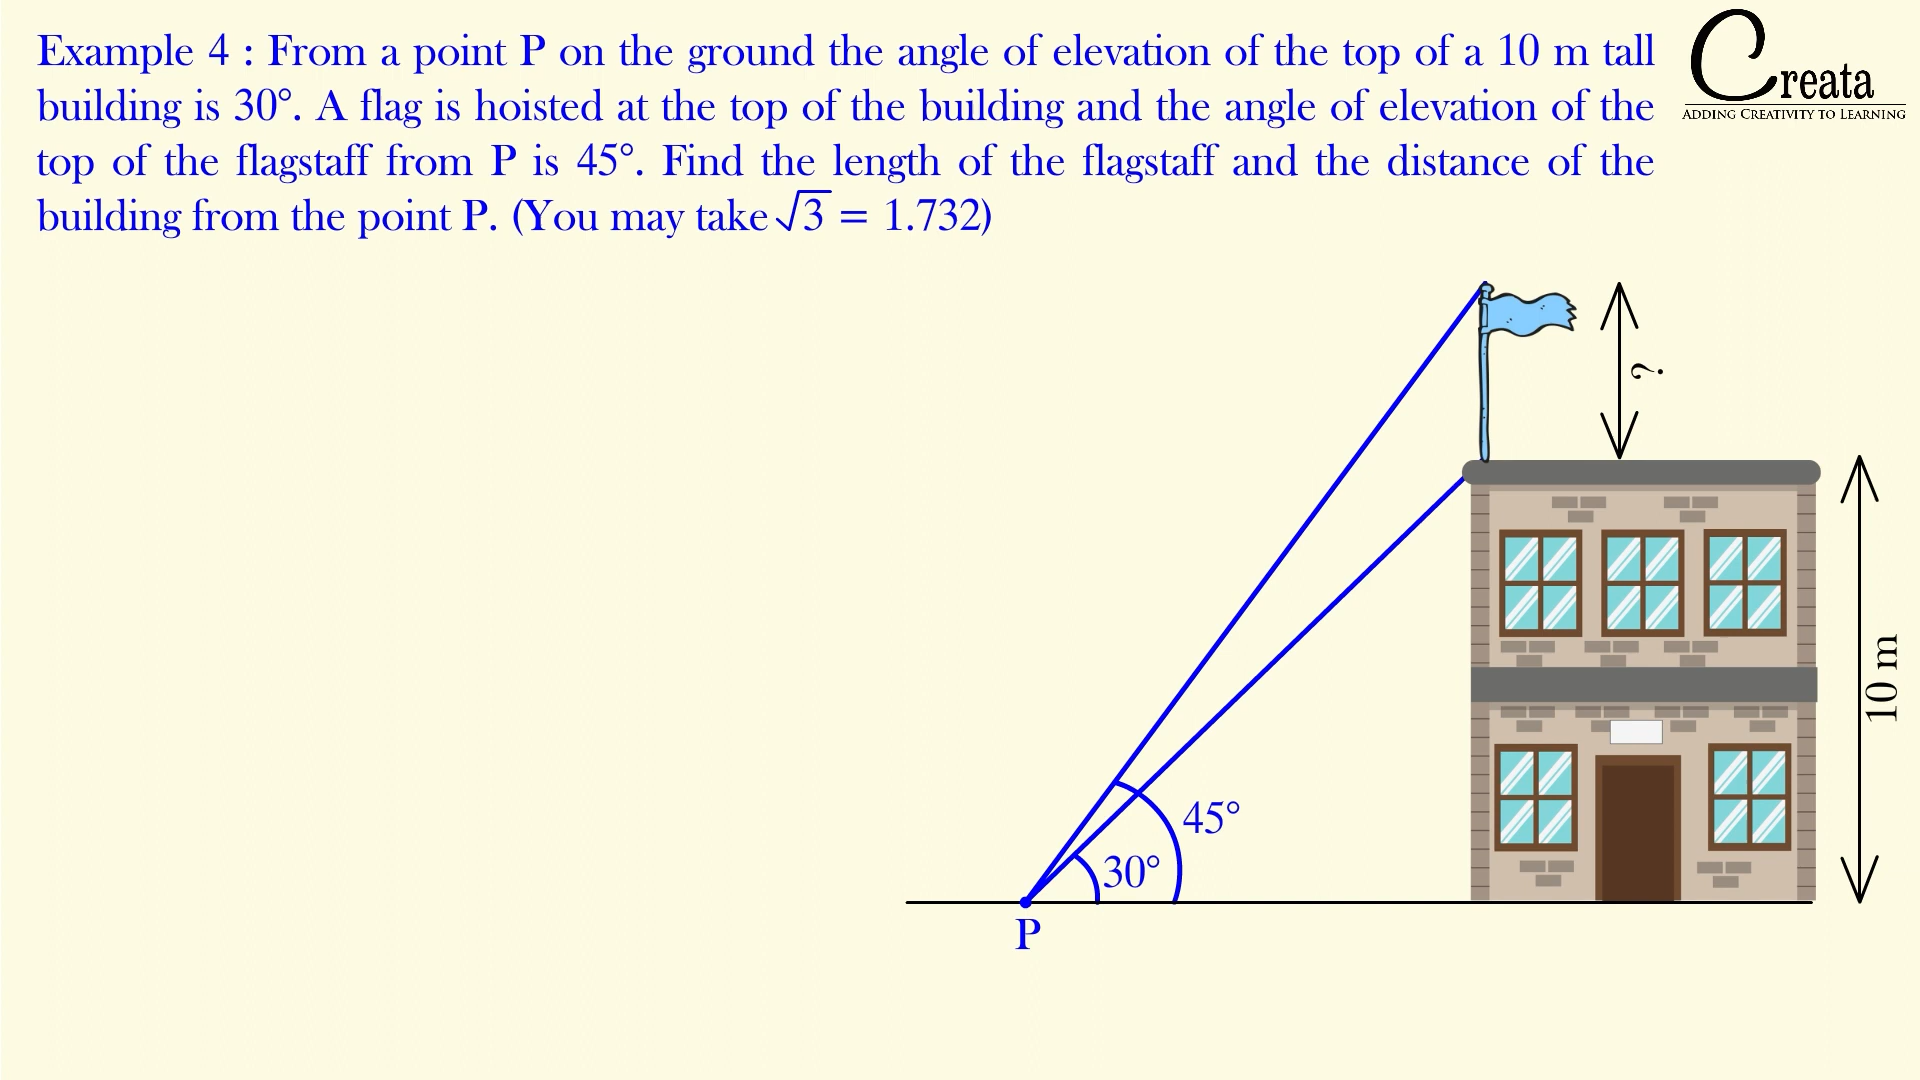 Example 4 : From a point P on the ground the angle of elevation of the top of a 10 m tall
building is 30°. A flag is hoisted at the top of the building and the angle of elevation of the
top of the flagstaff from P is 45°. Find the length of the flagstaff and the distance of the
building from the point P. (You may take √3 = 1.732)
Creata
ADDING CREATIVITY TO LEARNING
?
10 m
45°
30°
P